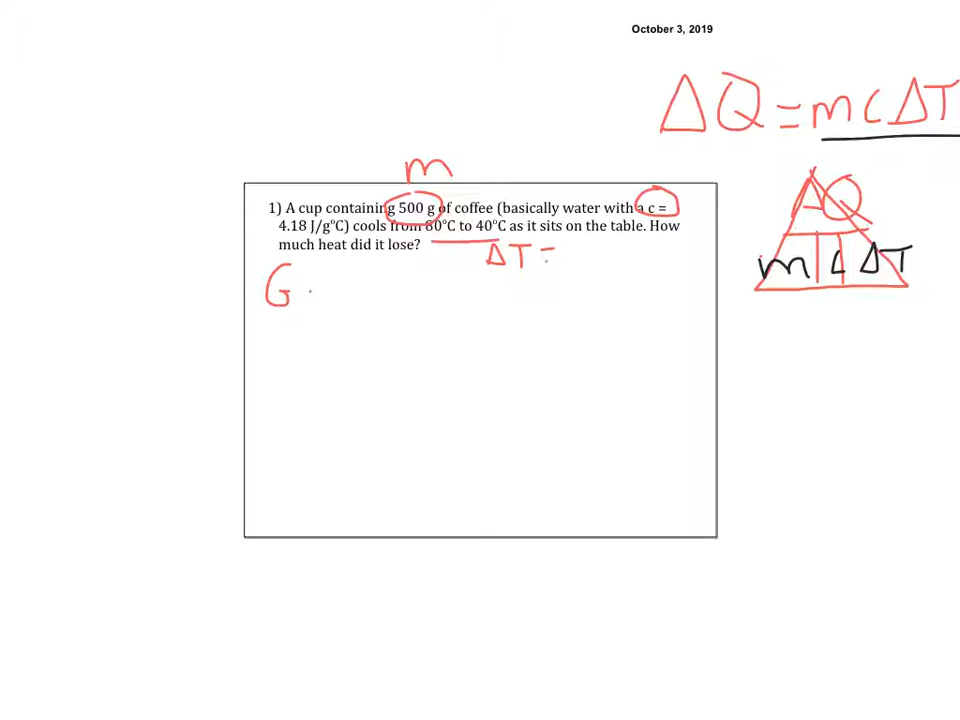 October 3, 2019
ΔQ = mcΔT
m
ΔQ
m c ΔT
1) A cup containing 500 g of coffee (basically water with a c =
4.18 J/g°C) cools from 80°C to 40°C as it sits on the table. How
much heat did it lose?
ΔT =
G